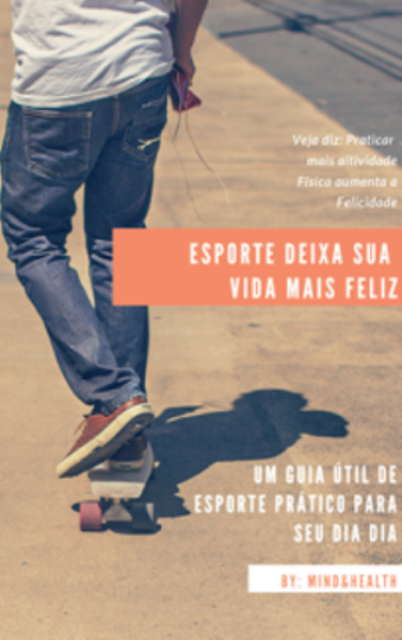 Veja diz: Praticar
mais aitividade
Física aumenta a
Felicidade
ESPORTE DEIXA SUA
VIDA MAIS FELIZ
UM GUIA ÚTIL DE
ESPORTE PRÁTICO PARA
SEU DIA DIA
BY: MIND&HEALTH